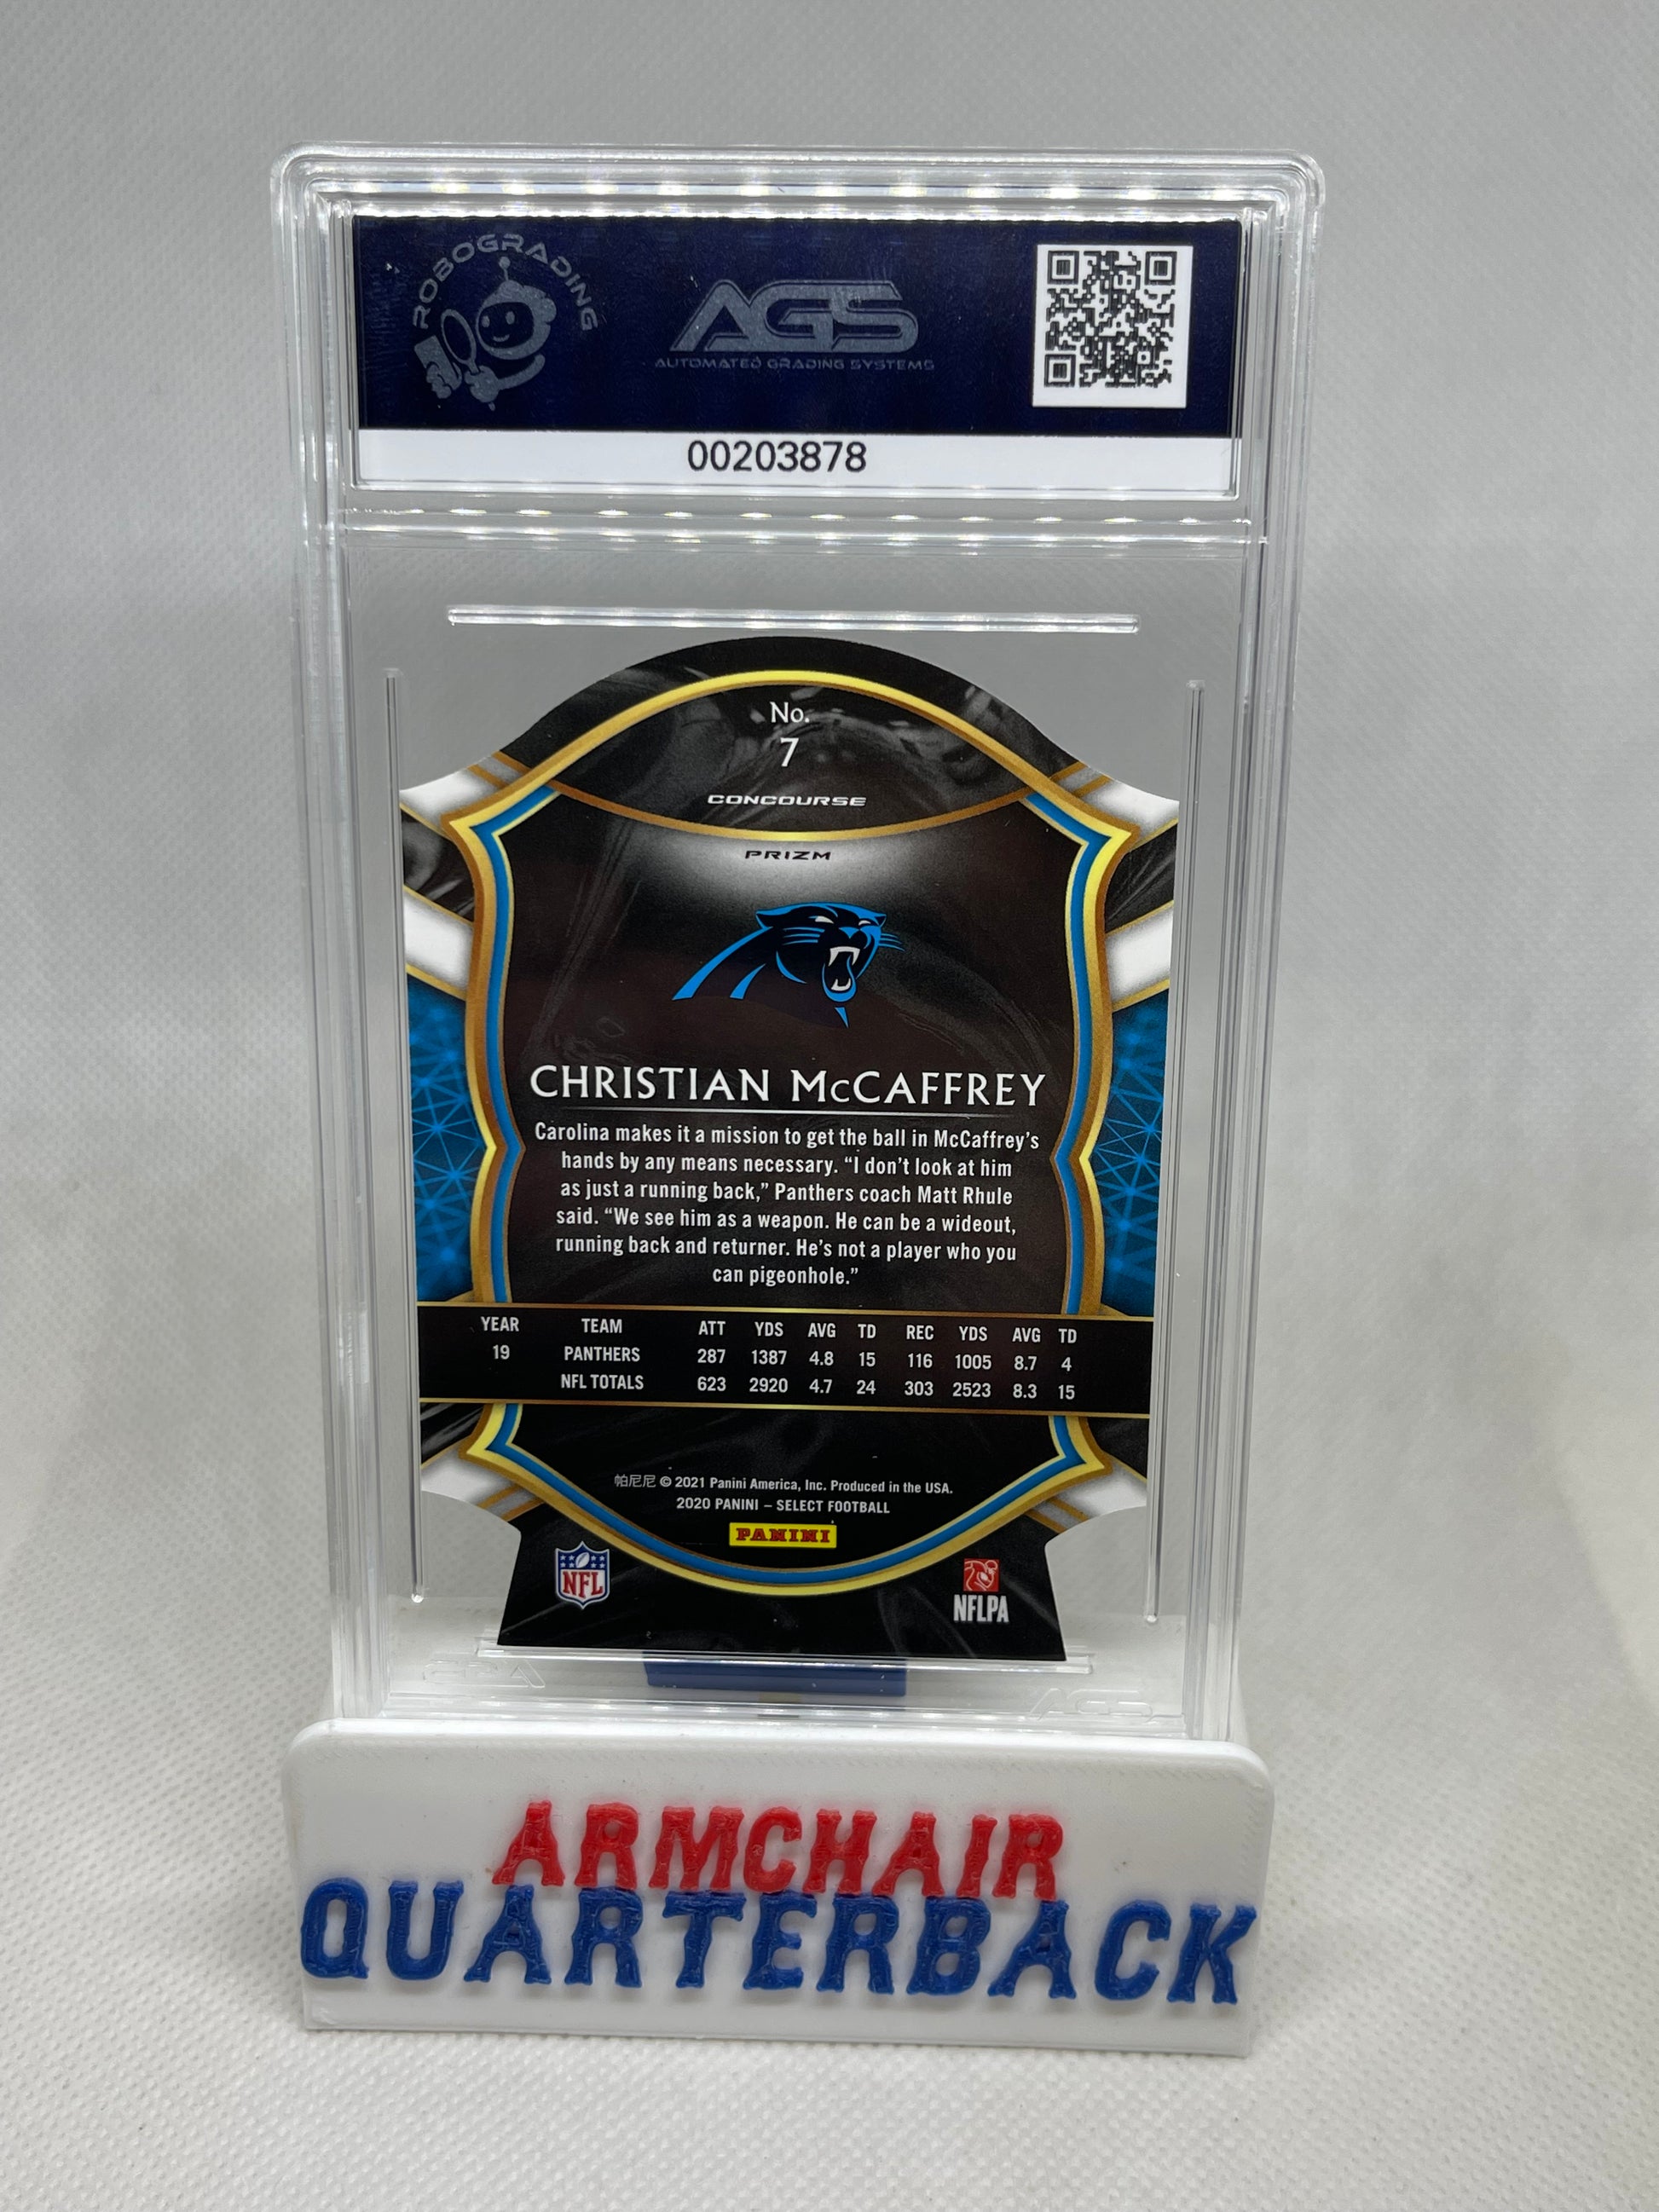 ROBOGRADING
AGS
AUTOMATED GRADING SYSTEMS
00203878
No.
7
CONCOURSE
PRIZM
CHRISTIAN McCAFFREY
Carolina makes it a mission to get the ball in McCaffrey's
hands by any means necessary. “I don't look at him
as just a running back,” Panthers coach Matt Rhule
said. “We see him as a weapon. He can be a wideout,
running back and returner. He's not a player who you
can pigeonhole.”
YEAR TEAM ATT YDS AVG TD REC YDS AVG TD
19 PANTHERS 287 1387 4.8 15 116 1005 8.7 4
NFL TOTALS 623 2920 4.7 24 303 2523 8.3 15
帕尼尼 © 2021 Panini America, Inc. Produced in the USA.
2020 PANINI – SELECT FOOTBALL
PANINI
NFL
NFLPA
AGS
ARMCHAIR
QUARTERBACK